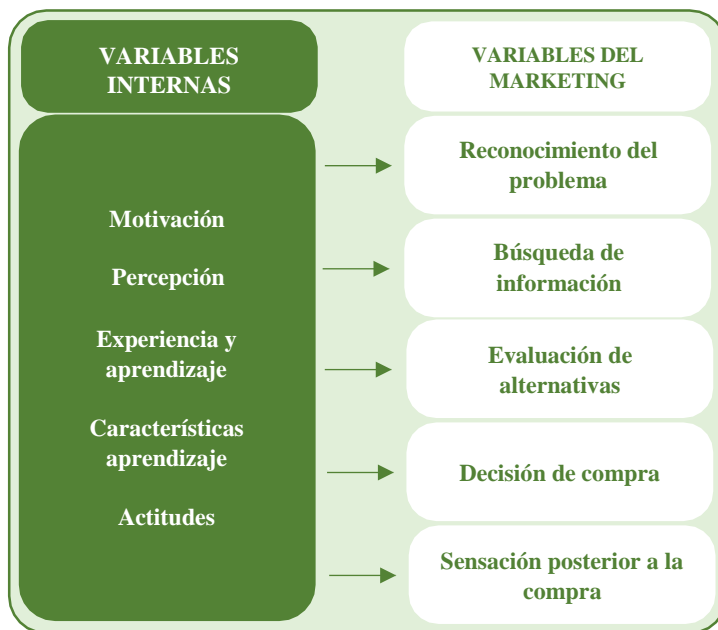 VARIABLES
INTERNAS
Motivación
Percepción
Experiencia y
aprendizaje
Característicās
aprendizaje
Actitudes
VARIABLES DEL
MARKETING
Reconocimiento del
problema
Búsqueda de
información
Evaluación de
alternativas
Decisión de compra
Sensación posterior a la
compra